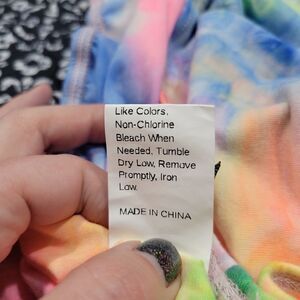 Like Colors,
Non-Chlorine
Bleach When
Needed, Tumble
Dry Low, Remove
Promptly, Iron
Low.
MADE IN CHINA